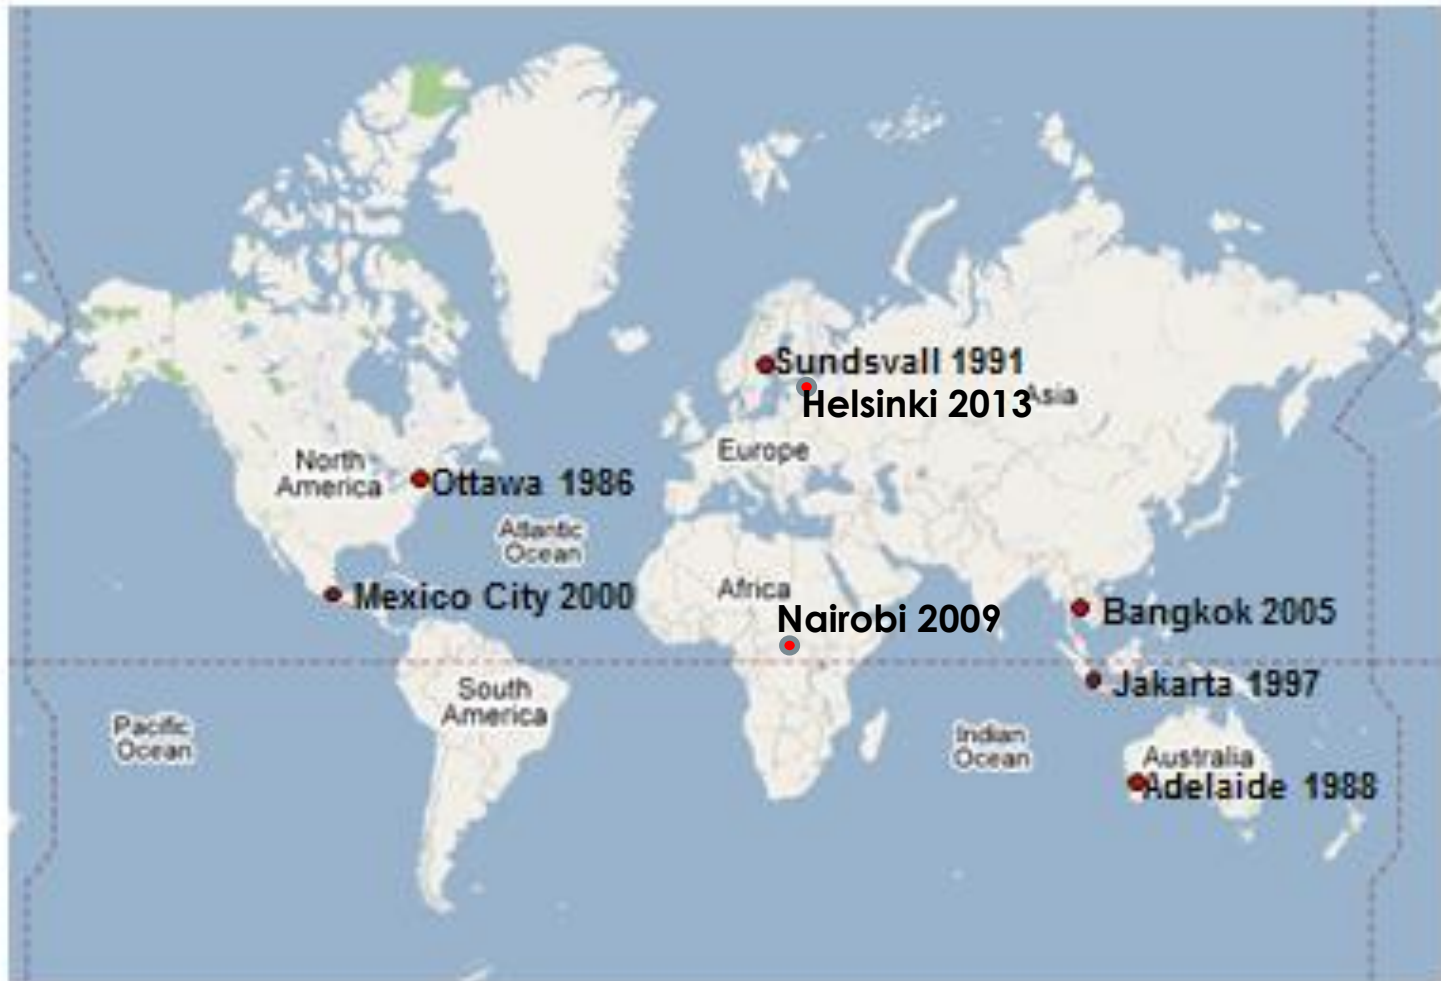 Sundsvall 1991
Helsinki 2013
Asia
Europe
North
America
Ottawa 1986
Atlantic
Ocean
Africa
Mexico City 2000
Nairobi 2009
Bangkok 2005
South
America
Jakarta 1997
Pacific
Ocean
Indian
Ocean
Australia
Adelaide 1988